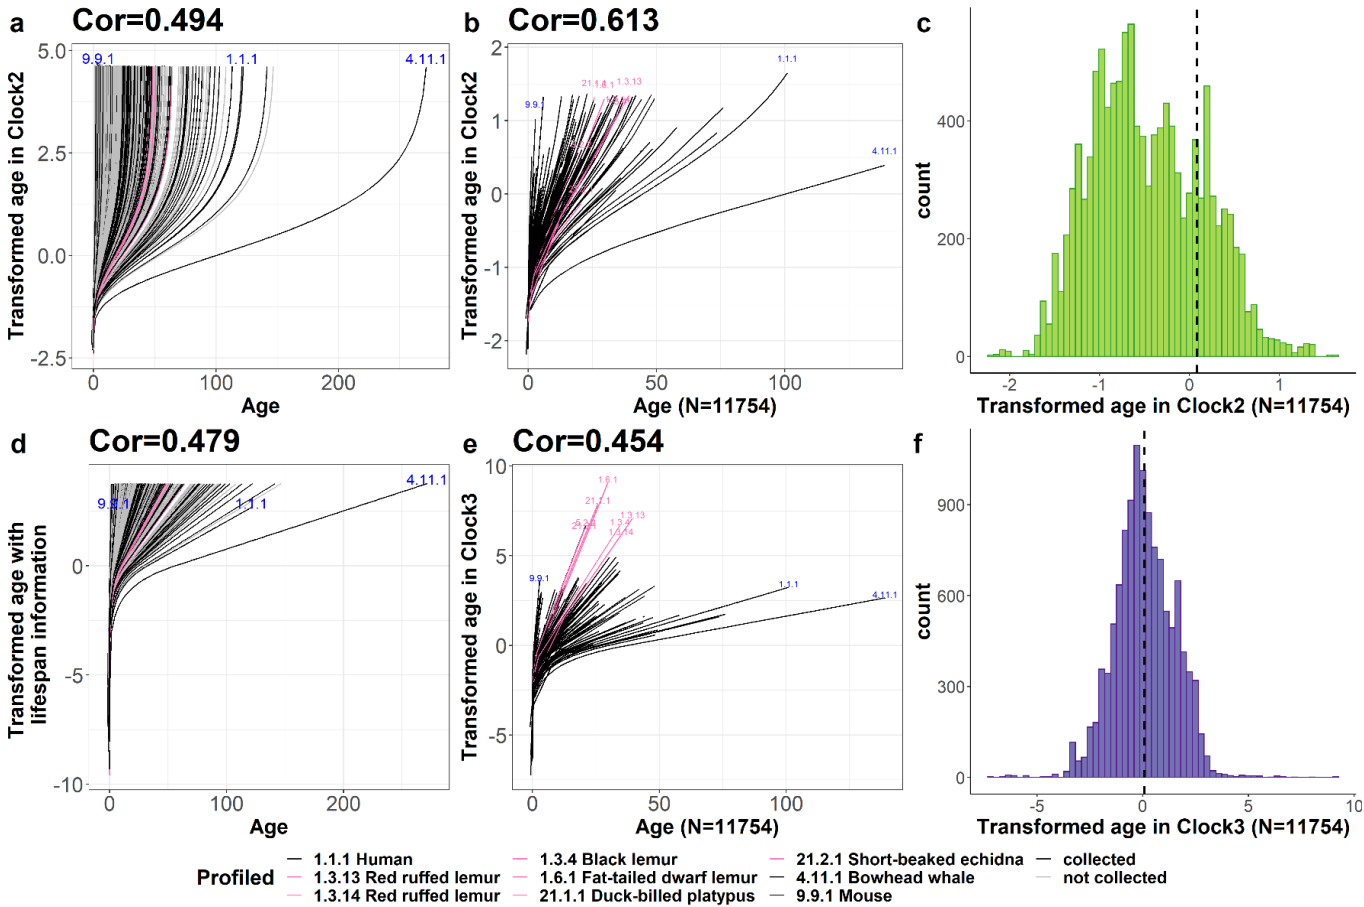 a Cor=0.494
5.0
2.5
0.0
-2.5
9.9.1
1.1.1
4.11.1
0 100 200
Age
Transformed age in Clock2
b Cor=0.613
2
1
0
-1
-2
9.9.1
1.3.13
1.1.1
4.11.1
0 50 100
Age (N=11754)
Transformed age in Clock2
c
400
200
0
count
-2 -1 0 1
Transformed age in Clock2 (N=11754)
d Cor=0.479
0
-5
-10
1.1.1
4.11.1
0 100 200
Age
Transformed age with
lifespan information
e Cor=0.454
10
5
0
-5
1.6.1
21.1.1
1.3.13
1.3.4
1.3.14
9.9.1
1.1.1
4.11.1
0 50 100
Age (N=11754)
Transformed age in Clock3
f
900
600
300
0
count
-5 0 5 10
Transformed age in Clock3 (N=11754)
Profiled
1.1.1 Human
1.3.13 Red ruffed lemur
1.3.14 Red ruffed lemur
1.3.4 Black lemur
1.6.1 Fat-tailed dwarf lemur
21.1.1 Duck-billed platypus
21.2.1 Short-beaked echidna
4.11.1 Bowhead whale
9.9.1 Mouse
collected
not collected